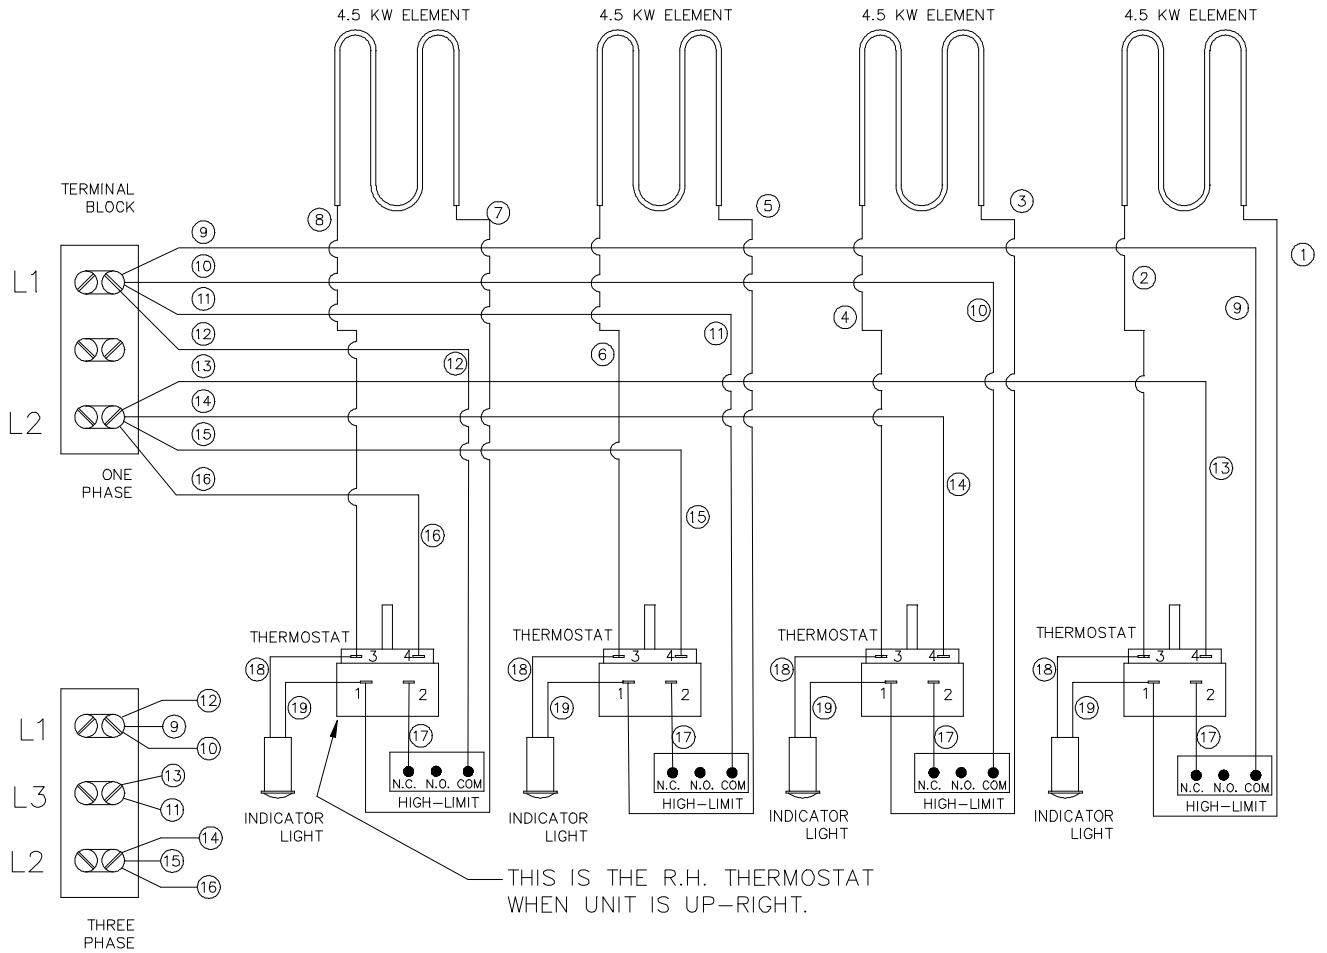 4.5 KW ELEMENT
4.5 KW ELEMENT
4.5 KW ELEMENT
4.5 KW ELEMENT
TERMINAL
BLOCK
8
7
5
3
1
9
10
11
12
13
14
15
16
L1
L2
ONE
PHASE
12
6
11
4
10
2
9
16
15
14
13
THERMOSTAT
3
4
1
2
18
19
17
N.C. N.O. COM
HIGH-LIMIT
INDICATOR
LIGHT
THERMOSTAT
3
4
1
2
18
19
17
N.C. N.O. COM
HIGH-LIMIT
INDICATOR
LIGHT
THERMOSTAT
3
4
1
2
18
19
17
N.C. N.O. COM
HIGH-LIMIT
INDICATOR
LIGHT
THERMOSTAT
3
4
1
2
18
19
17
N.C. N.O. COM
HIGH-LIMIT
INDICATOR
LIGHT
L1
12
9
10
L3
13
11
L2
14
15
16
THREE
PHASE
THIS IS THE R.H. THERMOSTAT
WHEN UNIT IS UP-RIGHT.